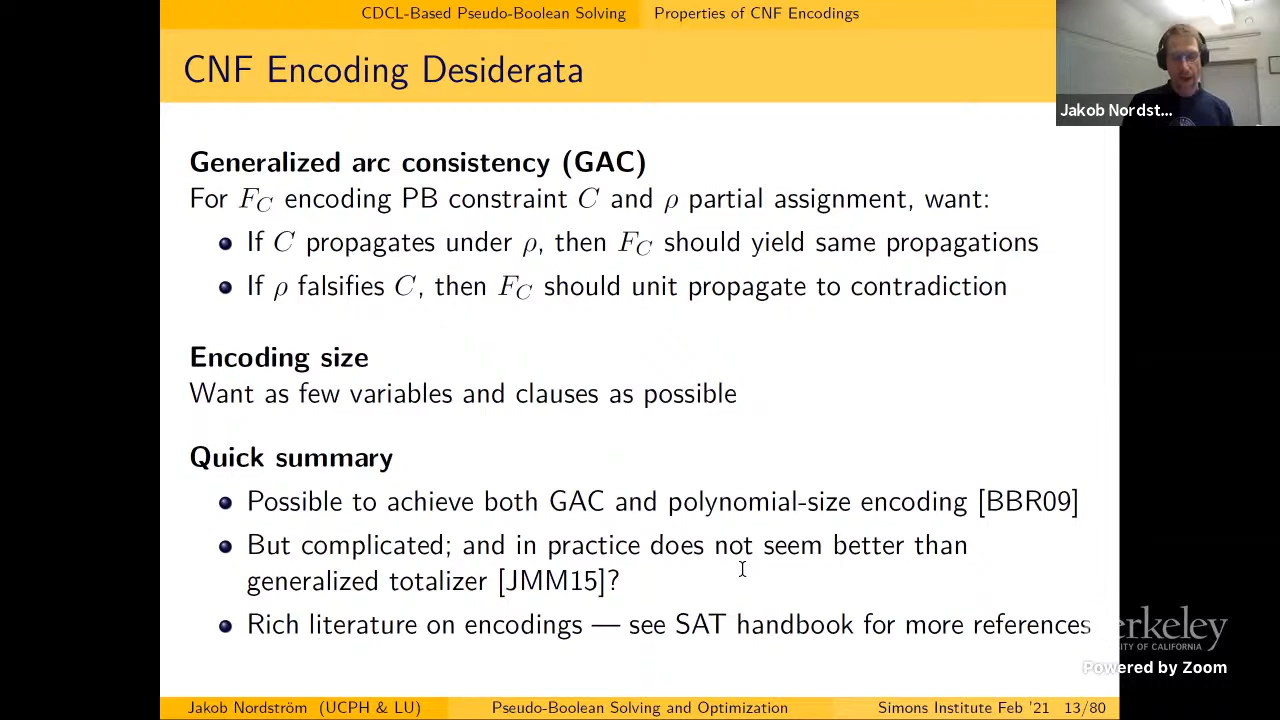 CDCL-Based Pseudo-Boolean Solving Properties of CNF Encodings
CNF Encoding Desiderata
Jakob Nordst...
Generalized arc consistency (GAC)
For F_C encoding PB constraint C and ρ partial assignment, want:
If C propagates under ρ, then F_C should yield same propagations
If ρ falsifies C, then F_C should unit propagate to contradiction
Encoding size
Want as few variables and clauses as possible
Quick summary
Possible to achieve both GAC and polynomial-size encoding [BBR09]
But complicated; and in practice does not seem better than
generalized totalizer [JMM15]?
Rich literature on encodings — see SAT handbook for more references
erkeley
ITY OF CALIFORNIA
Powered by Zoom
Jakob Nordström (UCPH & LU) Pseudo-Boolean Solving and Optimization Simons Institute Feb '21 13/80